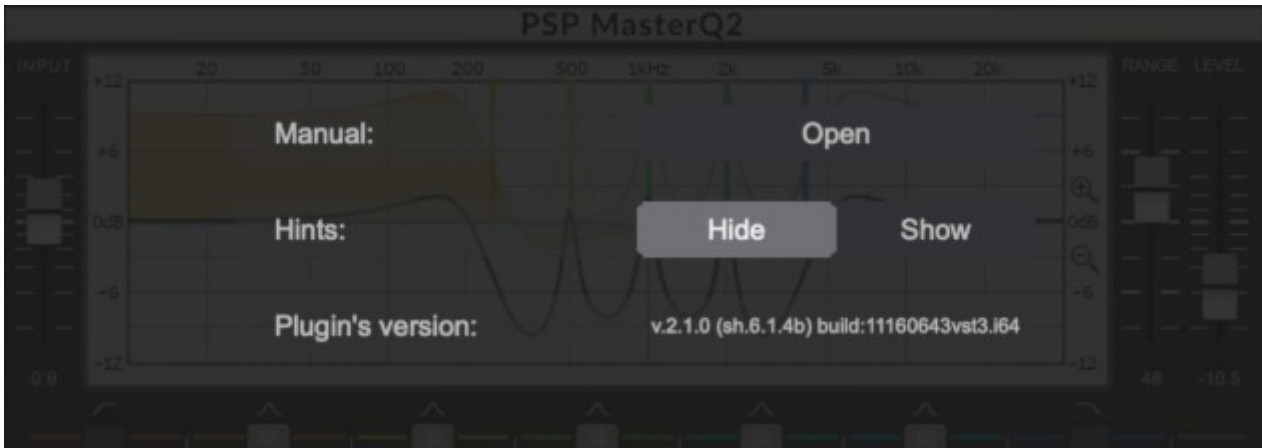 PSP MasterQ2
INPUT 20 50 100 200 500 1kHz 2k 5k 10k 20k RANGE LEVEL
+12 +12
Manual: Open
+6 +6
0dB 0dB
Hints: Hide Show
-6 -6
Plugin's version: v.2.1.0 (sh.6.1.4b) build:11160643vst3.i64
-12 -12
0.9 48 -10.5